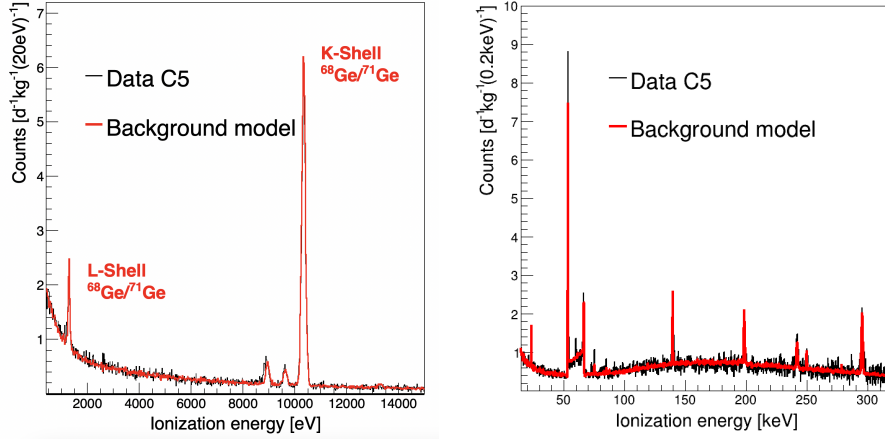 Counts [d⁻¹kg⁻¹(20eV)⁻¹]
7
6
5
4
3
2
1
Data C5
Background model
K-Shell
⁶⁸Ge/⁷¹Ge
L-Shell
⁶⁸Ge/⁷¹Ge
2000 4000 6000 8000 10000 12000 14000
Ionization energy [eV]
Counts [d⁻¹kg⁻¹(0.2keV)⁻¹]
10
9
8
7
6
5
4
3
2
1
Data C5
Background model
50 100 150 200 250 300
Ionization energy [keV]